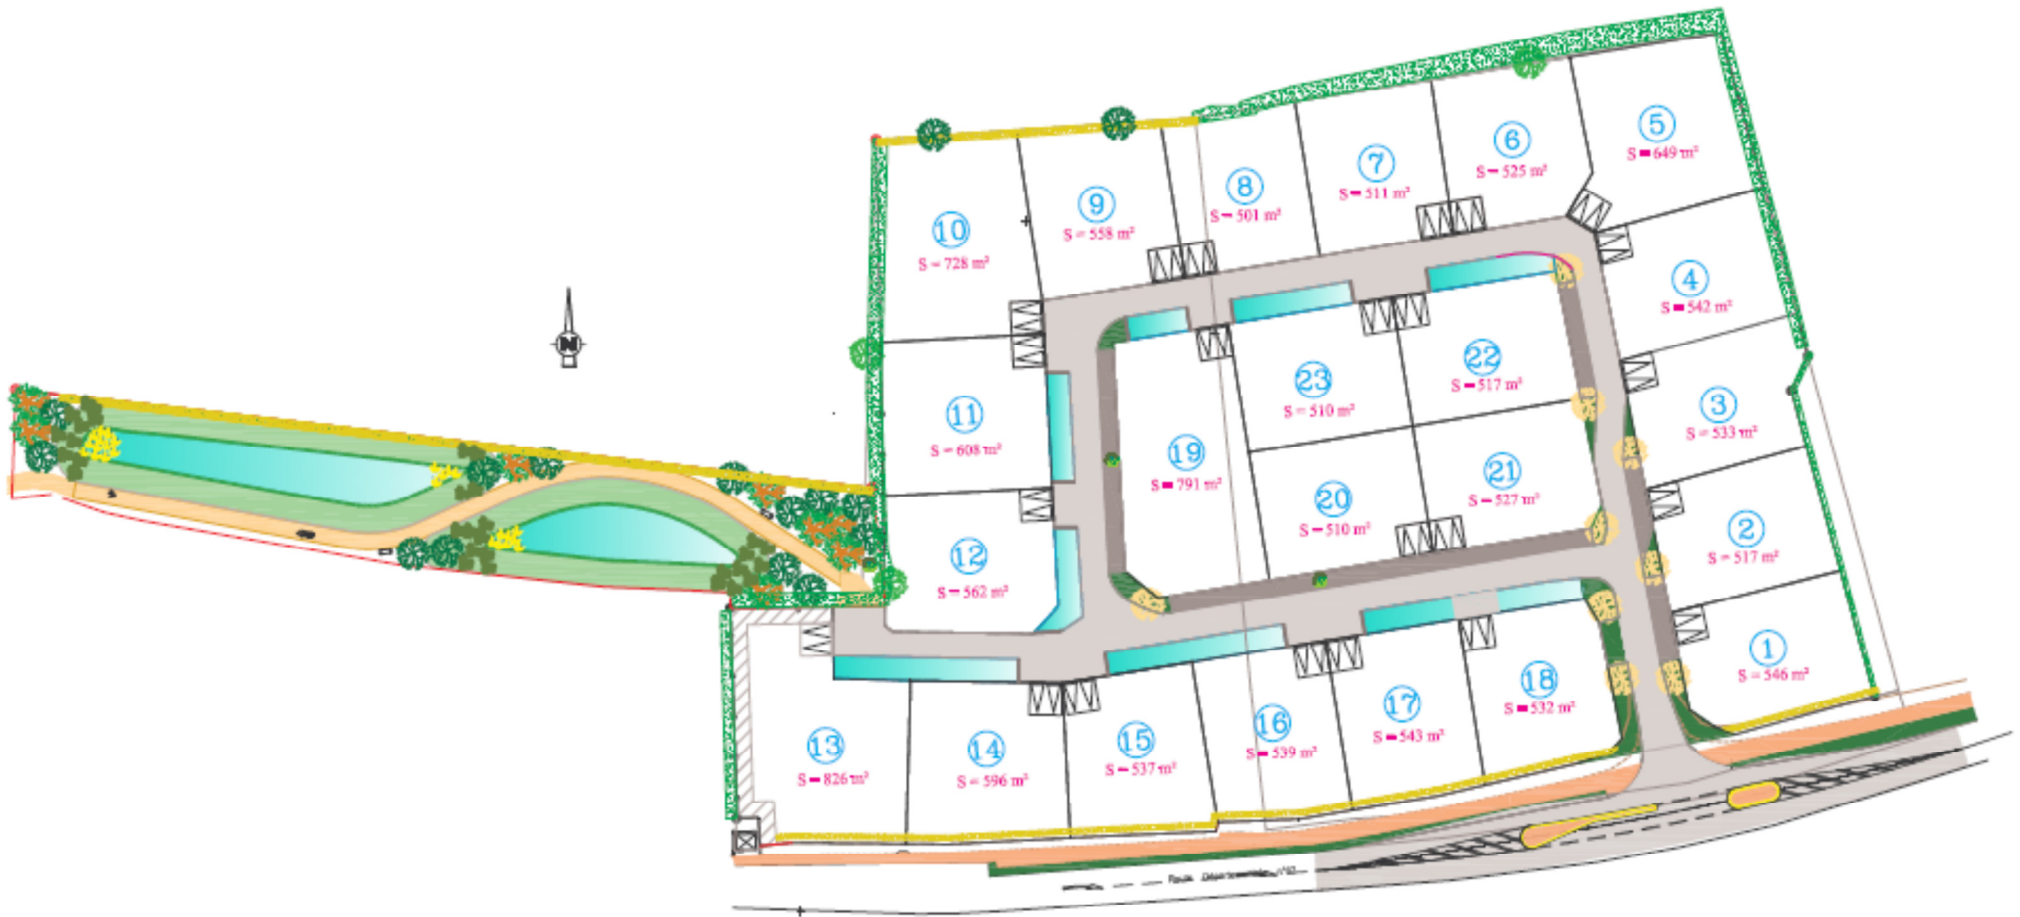 5
S = 649 m²
6
S = 525 m²
7
S = 511 m²
8
S = 501 m²
9
S = 558 m²
10
S = 728 m²
4
S = 542 m²
N
22
S = 517 m²
23
S = 510 m²
3
S = 533 m²
11
S = 608 m²
19
S = 791 m²
21
S = 527 m²
20
S = 510 m²
2
S = 517 m²
12
S = 562 m²
1
S = 546 m²
18
S = 532 m²
17
S = 543 m²
16
S = 539 m²
15
S = 537 m²
14
S = 596 m²
13
S = 826 m²
Route Départementale